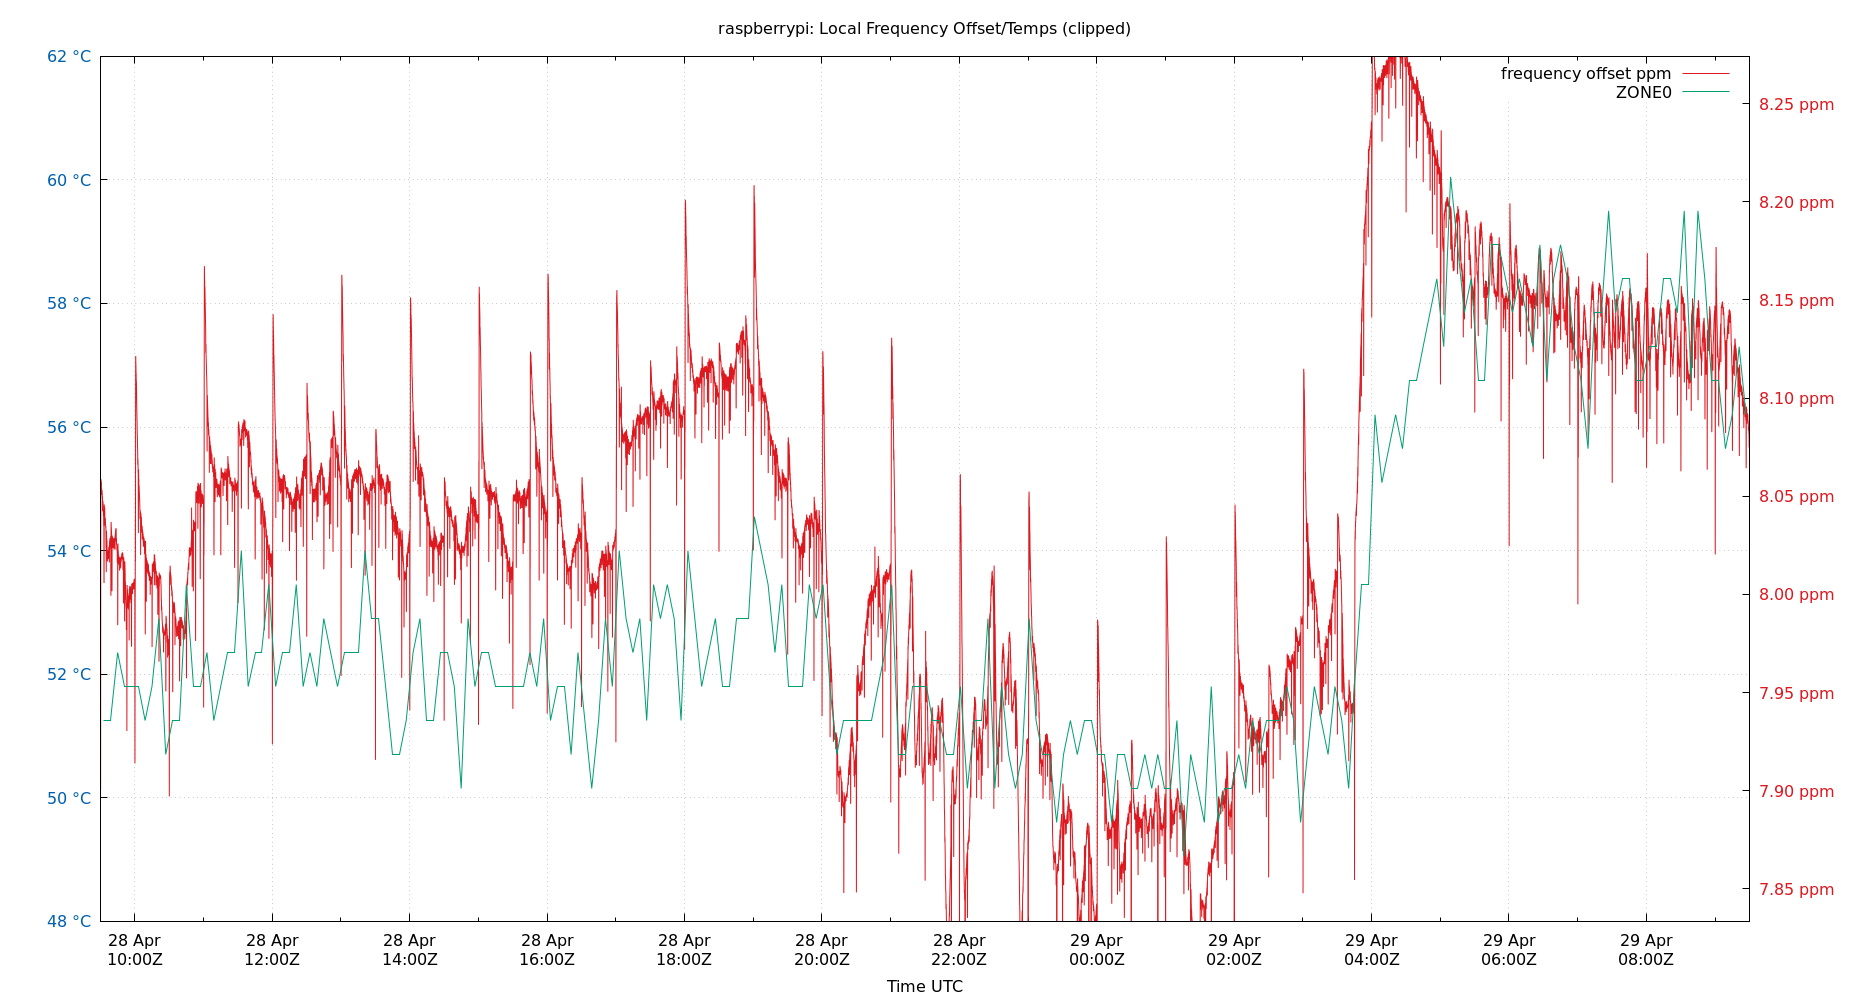 raspberrypi: Local Frequency Offset/Temps (clipped)
frequency offset ppm
ZONE0
62 °C
60 °C
58 °C
56 °C
54 °C
52 °C
50 °C
48 °C
8.25 ppm
8.20 ppm
8.15 ppm
8.10 ppm
8.05 ppm
8.00 ppm
7.95 ppm
7.90 ppm
7.85 ppm
28 Apr 28 Apr 28 Apr 28 Apr 28 Apr 28 Apr 28 Apr 29 Apr 29 Apr 29 Apr 29 Apr 29 Apr
10:00Z 12:00Z 14:00Z 16:00Z 18:00Z 20:00Z 22:00Z 00:00Z 02:00Z 04:00Z 06:00Z 08:00Z
Time UTC